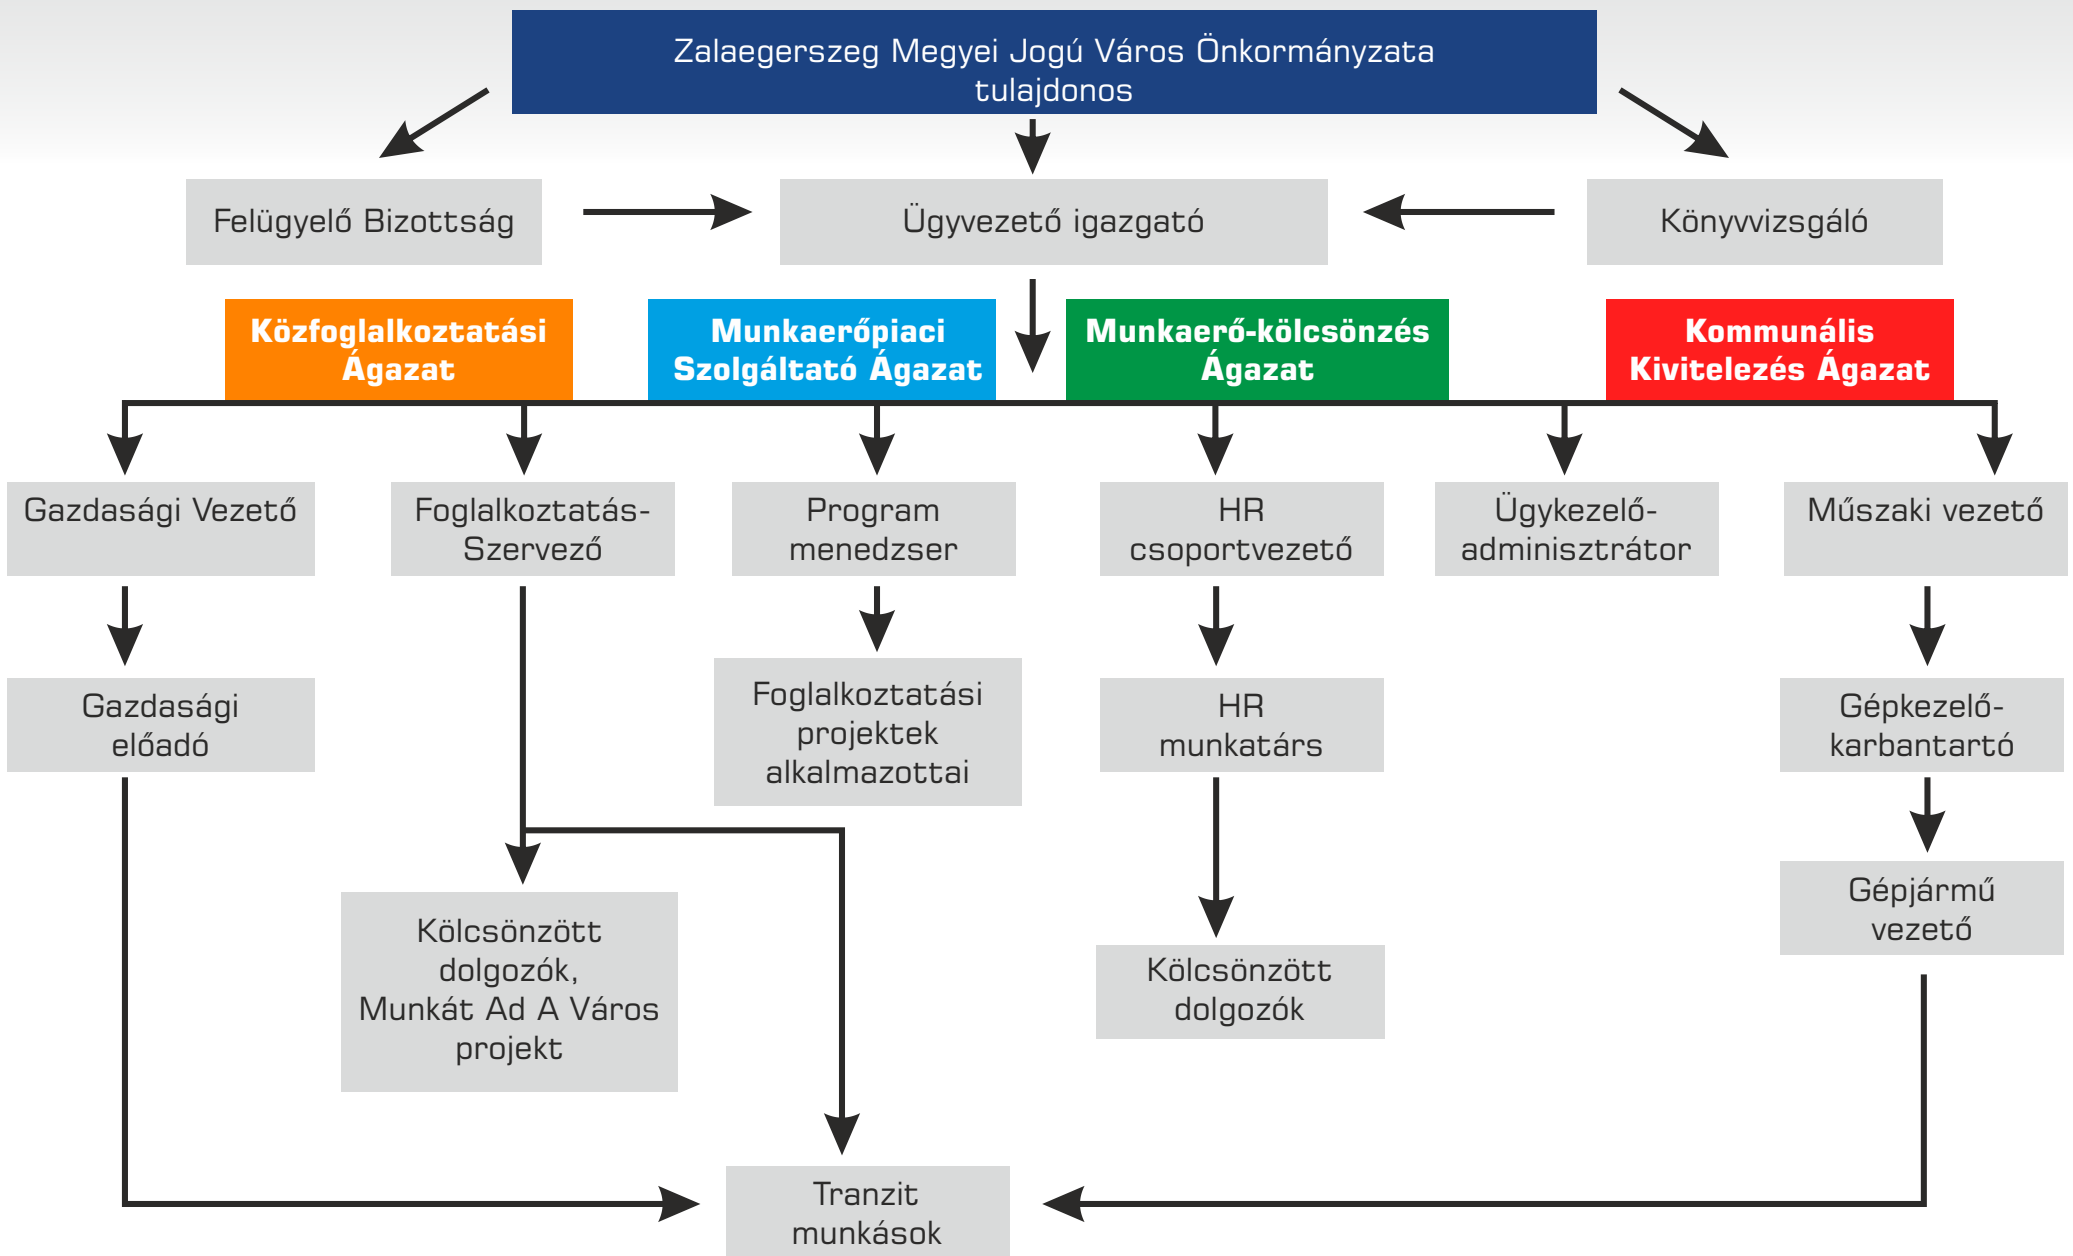 Zalaegerszeg Megyei Jogú Város Önkormányzata
tulajdonos
Felügyelő Bizottság
Ügyvezető igazgató
Könyvvizsgáló
Közfoglalkoztatási
Ágazat
Munkaerőpiaci
Szolgáltató Ágazat
Munkaerő-kölcsönzés
Ágazat
Kommunális
Kivitelezés Ágazat
Gazdasági Vezető
Foglalkoztatás-
Szervező
Program
menedzser
HR
csoportvezető
Ügykezelő-
adminisztrátor
Műszaki vezető
Gazdasági
előadó
Foglalkoztatási
projektek
alkalmazottai
HR
munkatárs
Gépkezelő-
karbantartó
Kölcsönzött
dolgozók,
Munkát Ad A Város
projekt
Kölcsönzött
dolgozók
Gépjármű
vezető
Tranzit
munkások